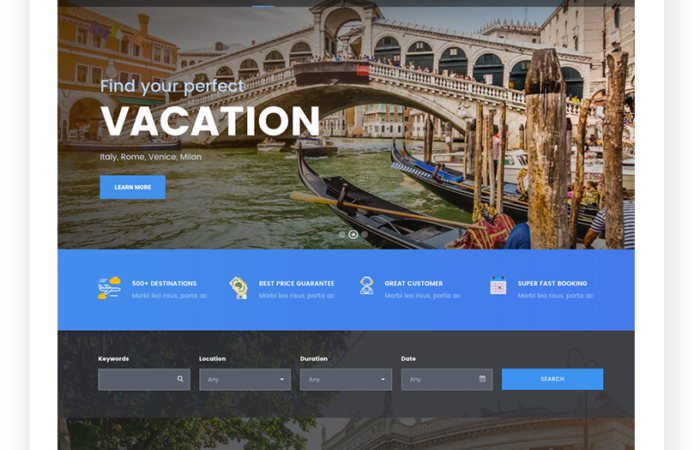 Find your perfect
VACATION
Italy, Rome, Venice, Milan
LEARN MORE
500+ DESTINATIONS
Morbi leo risus, porta ac
BEST PRICE GUARANTEE
Morbi leo risus, porta ac
GREAT CUSTOMER
Morbi leo risus, porta ac
SUPER FAST BOOKING
Morbi leo risus, porta ac
Keywords
Location
Any
Duration
Any
Date
Any
SEARCH